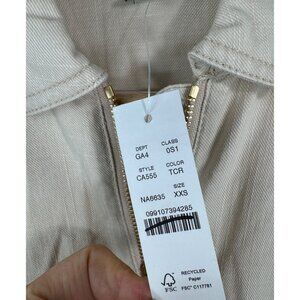 DEPT CLASS
GA4 0S1
STYLE COLOR
CA555 TCR
SIZE
NA6635 XXS
099107394285
FSC
RECYCLED
Paper
FSC® C117781